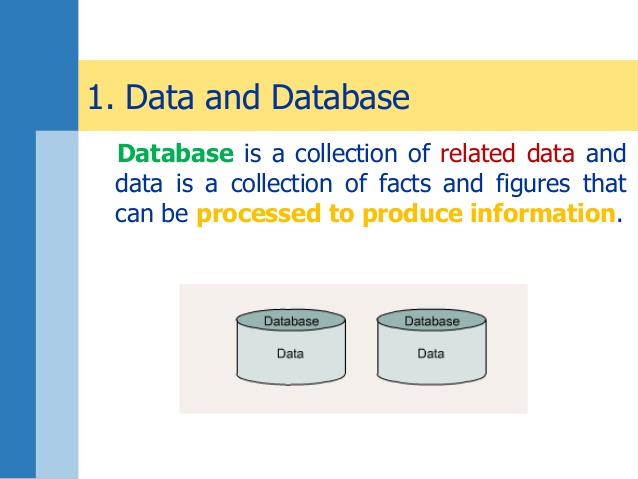 1. Data and Database
Database is a collection of related data and
data is a collection of facts and figures that
can be processed to produce information.
Database
Data
Database
Data